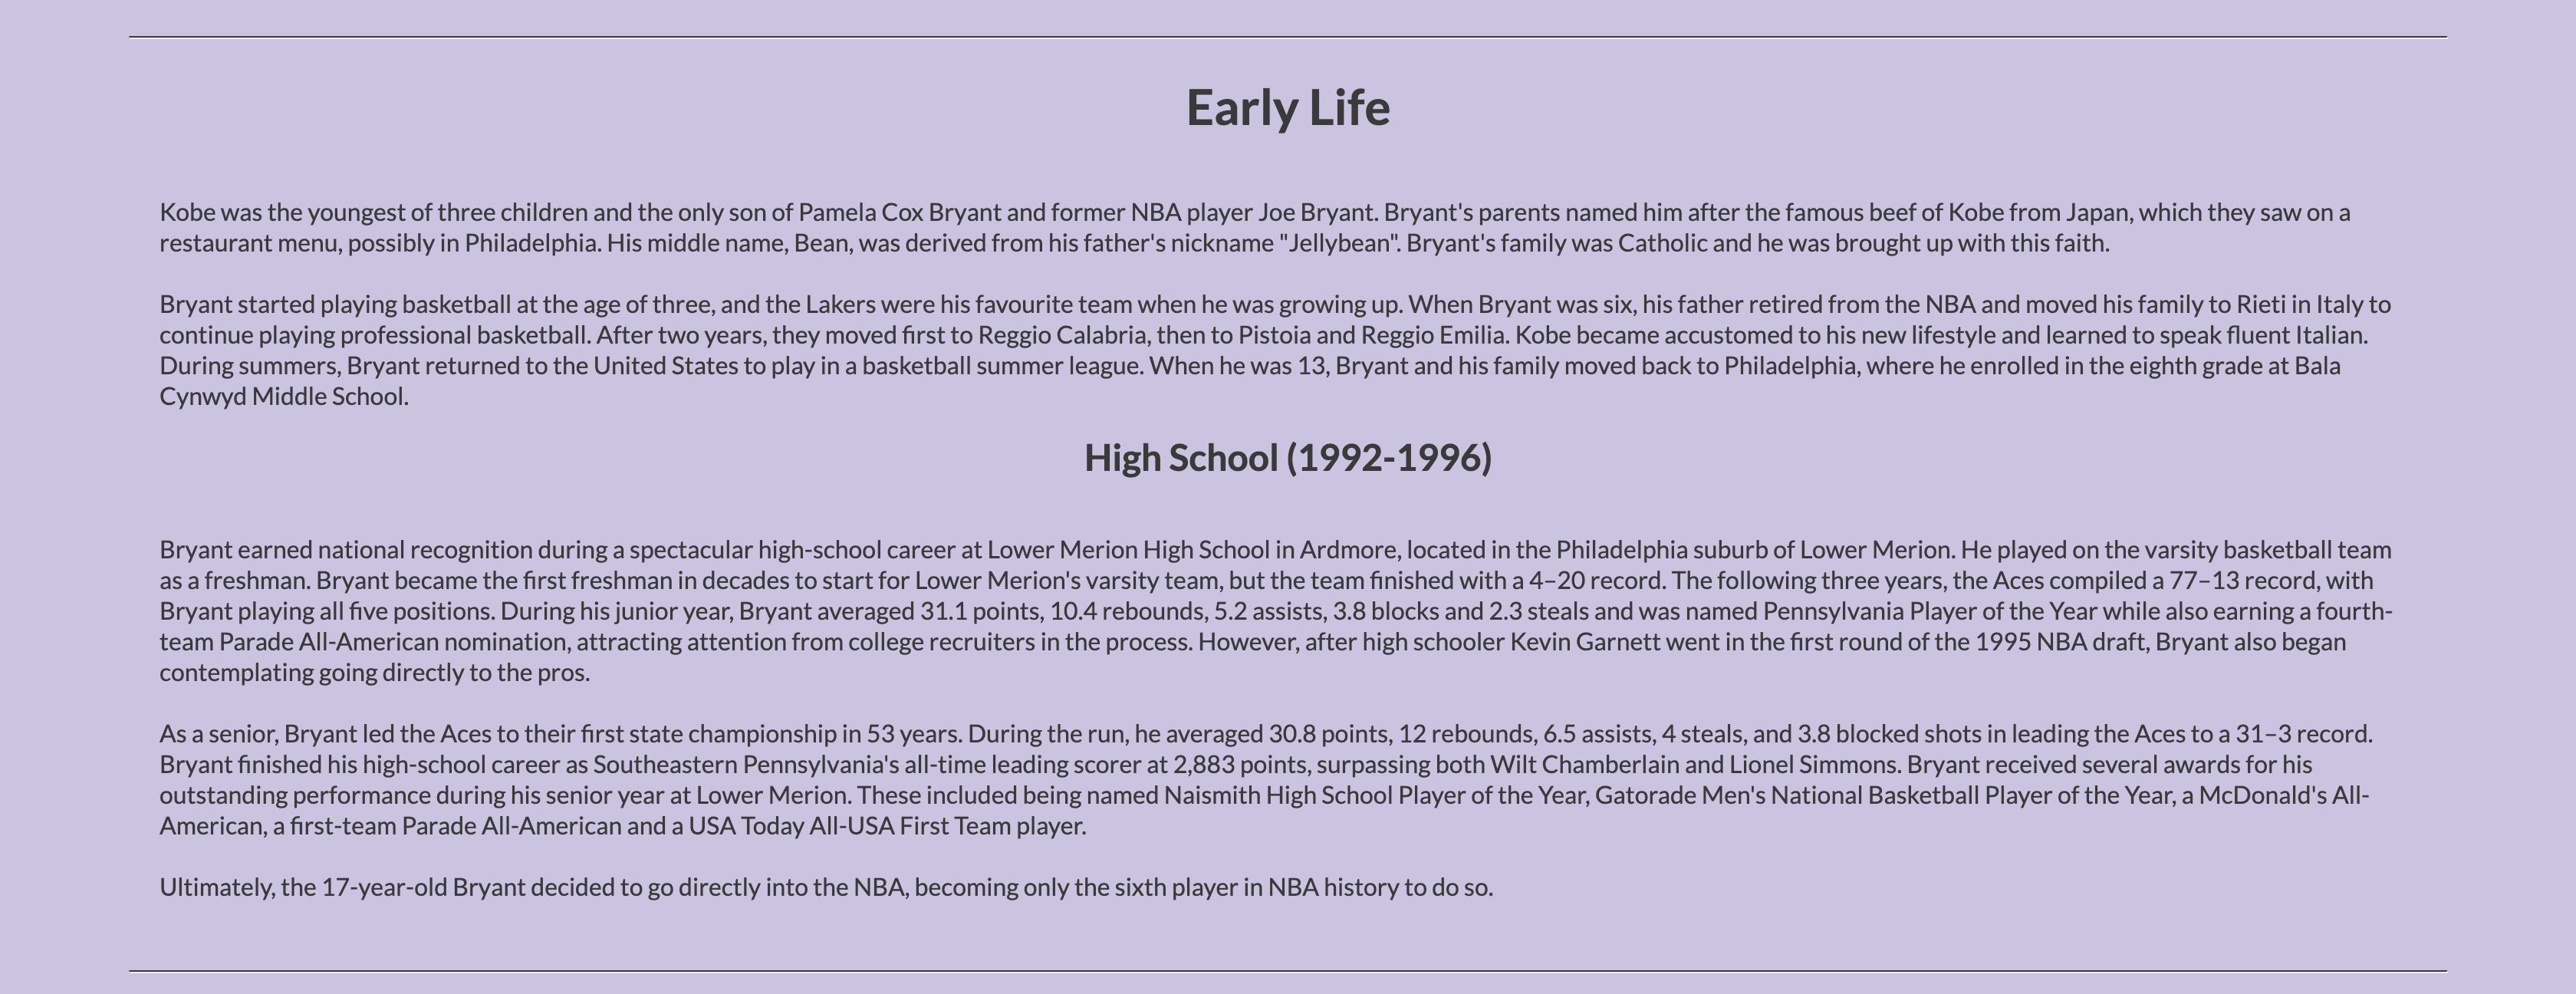 Early Life
Kobe was the youngest of three children and the only son of Pamela Cox Bryant and former NBA player Joe Bryant. Bryant's parents named him after the famous beef of Kobe from Japan, which they saw on a
restaurant menu, possibly in Philadelphia. His middle name, Bean, was derived from his father's nickname "Jellybean". Bryant's family was Catholic and he was brought up with this faith.
Bryant started playing basketball at the age of three, and the Lakers were his favourite team when he was growing up. When Bryant was six, his father retired from the NBA and moved his family to Rieti in Italy to
continue playing professional basketball. After two years, they moved first to Reggio Calabria, then to Pistoia and Reggio Emilia. Kobe became accustomed to his new lifestyle and learned to speak fluent Italian.
During summers, Bryant returned to the United States to play in a basketball summer league. When he was 13, Bryant and his family moved back to Philadelphia, where he enrolled in the eighth grade at Bala
Cynwyd Middle School.
High School (1992-1996)
Bryant earned national recognition during a spectacular high-school career at Lower Merion High School in Ardmore, located in the Philadelphia suburb of Lower Merion. He played on the varsity basketball team
as a freshman. Bryant became the first freshman in decades to start for Lower Merion's varsity team, but the team finished with a 4–20 record. The following three years, the Aces compiled a 77–13 record, with
Bryant playing all five positions. During his junior year, Bryant averaged 31.1 points, 10.4 rebounds, 5.2 assists, 3.8 blocks and 2.3 steals and was named Pennsylvania Player of the Year while also earning a fourth-
team Parade All-American nomination, attracting attention from college recruiters in the process. However, after high schooler Kevin Garnett went in the first round of the 1995 NBA draft, Bryant also began
contemplating going directly to the pros.
As a senior, Bryant led the Aces to their first state championship in 53 years. During the run, he averaged 30.8 points, 12 rebounds, 6.5 assists, 4 steals, and 3.8 blocked shots in leading the Aces to a 31–3 record.
Bryant finished his high-school career as Southeastern Pennsylvania's all-time leading scorer at 2,883 points, surpassing both Wilt Chamberlain and Lionel Simmons. Bryant received several awards for his
outstanding performance during his senior year at Lower Merion. These included being named Naismith High School Player of the Year, Gatorade Men's National Basketball Player of the Year, a McDonald's All-
American, a first-team Parade All-American and a USA Today All-USA First Team player.
Ultimately, the 17-year-old Bryant decided to go directly into the NBA, becoming only the sixth player in NBA history to do so.